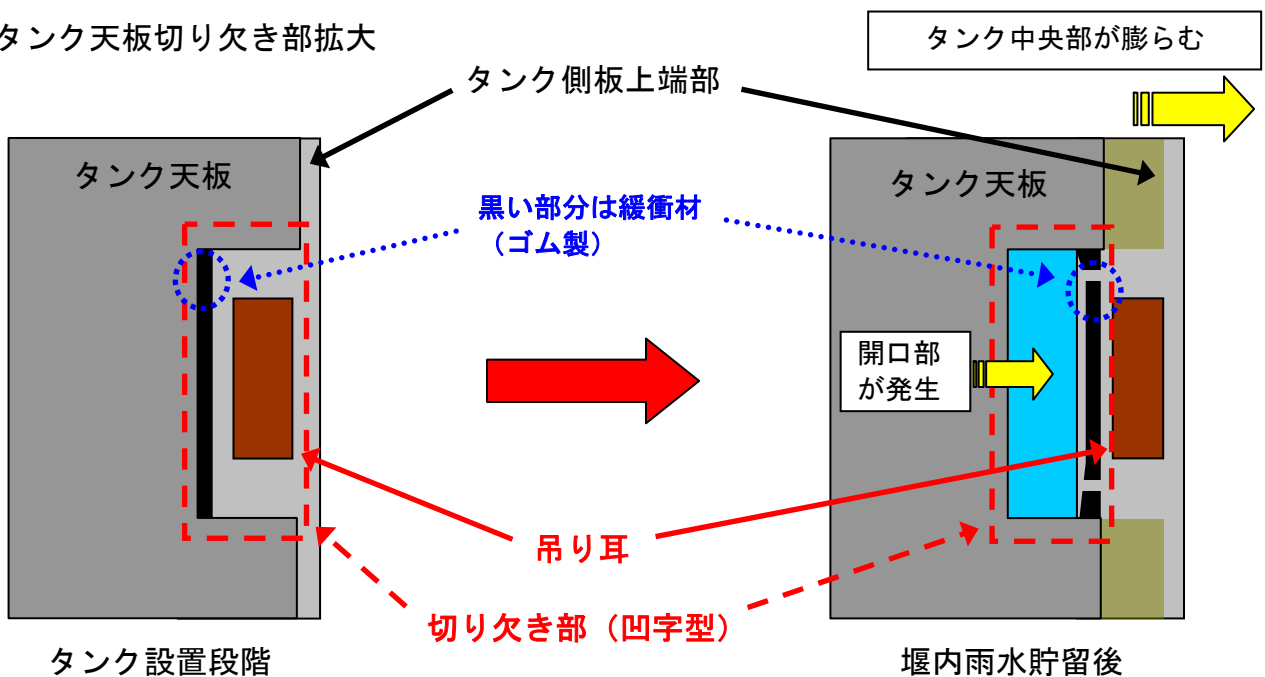 タンク天板切り欠き部拡大
タンク中央部が膨らむ
タンク側板上端部
タンク天板
タンク天板
黒い部分は緩衝材
（ゴム製）
開口部
が発生
吊り耳
切り欠き部（凹字型）
タンク設置段階
堰内雨水貯留後